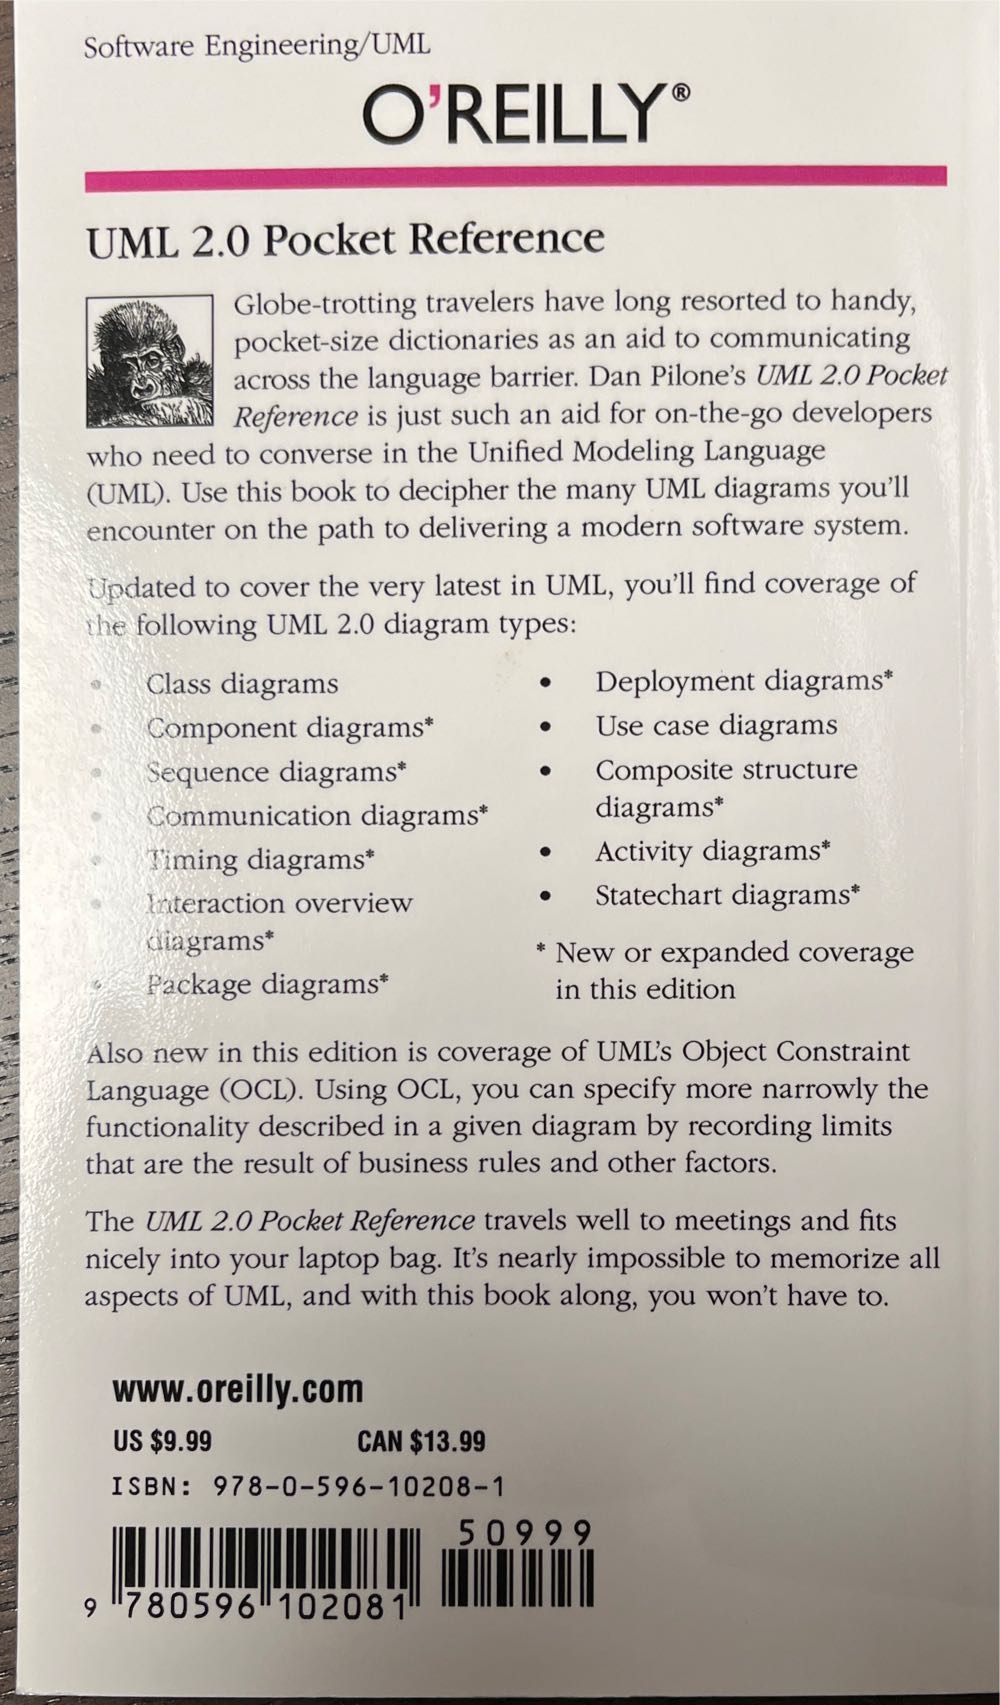 Software Engineering/UML
O'REILLY®
UML 2.0 Pocket Reference
Globe-trotting travelers have long resorted to handy,
pocket-size dictionaries as an aid to communicating
across the language barrier. Dan Pilone's UML 2.0 Pocket
Reference is just such an aid for on-the-go developers
who need to converse in the Unified Modeling Language
(UML). Use this book to decipher the many UML diagrams you'll
encounter on the path to delivering a modern software system.
Updated to cover the very latest in UML, you'll find coverage of
the following UML 2.0 diagram types:
• Class diagrams
• Component diagrams*
• Sequence diagrams*
• Communication diagrams*
• Timing diagrams*
• Interaction overview
diagrams*
• Package diagrams*
• Deployment diagrams*
• Use case diagrams
• Composite structure
diagrams*
• Activity diagrams*
• Statechart diagrams*
* New or expanded coverage
in this edition
Also new in this edition is coverage of UML's Object Constraint
Language (OCL). Using OCL, you can specify more narrowly the
functionality described in a given diagram by recording limits
that are the result of business rules and other factors.
The UML 2.0 Pocket Reference travels well to meetings and fits
nicely into your laptop bag. It's nearly impossible to memorize all
aspects of UML, and with this book along, you won't have to.
www.oreilly.com
US $9.99 CAN $13.99
ISBN: 978-0-596-10208-1
50999
9 780596 102081